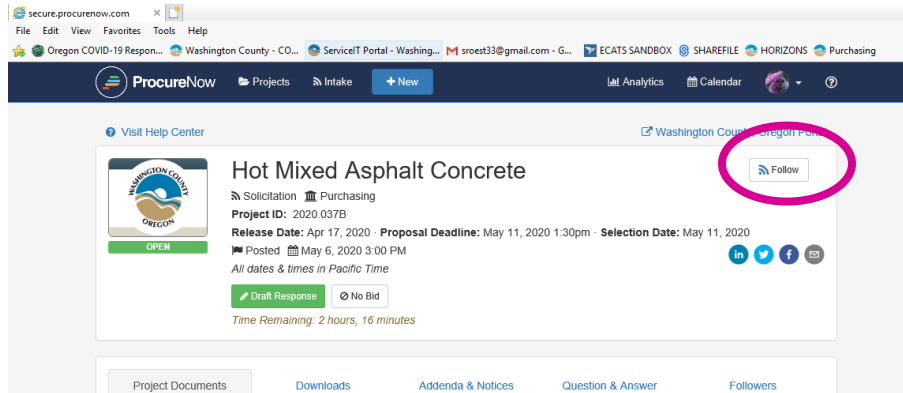 secure.procurenow.com
File Edit View Favorites Tools Help
Oregon COVID-19 Respon... Washington County - CO... ServiceIT Portal - Washing... sroest33@gmail.com - G... ECATS SANDBOX SHAREFILE HORIZONS Purchasing
ProcureNow Projects Intake New Analytics Calendar
Visit Help Center Washington County, Oregon Portal
WASHINGTON COUNTY
OREGON
OPEN
Hot Mixed Asphalt Concrete
Follow
Solicitation Purchasing
Project ID: 2020.037B
Release Date: Apr 17, 2020 · Proposal Deadline: May 11, 2020 1:30pm · Selection Date: May 11, 2020
Posted May 6, 2020 3:00 PM
All dates & times in Pacific Time
Draft Response No Bid
Time Remaining: 2 hours, 16 minutes
Project Documents Downloads Addenda & Notices Question & Answer Followers